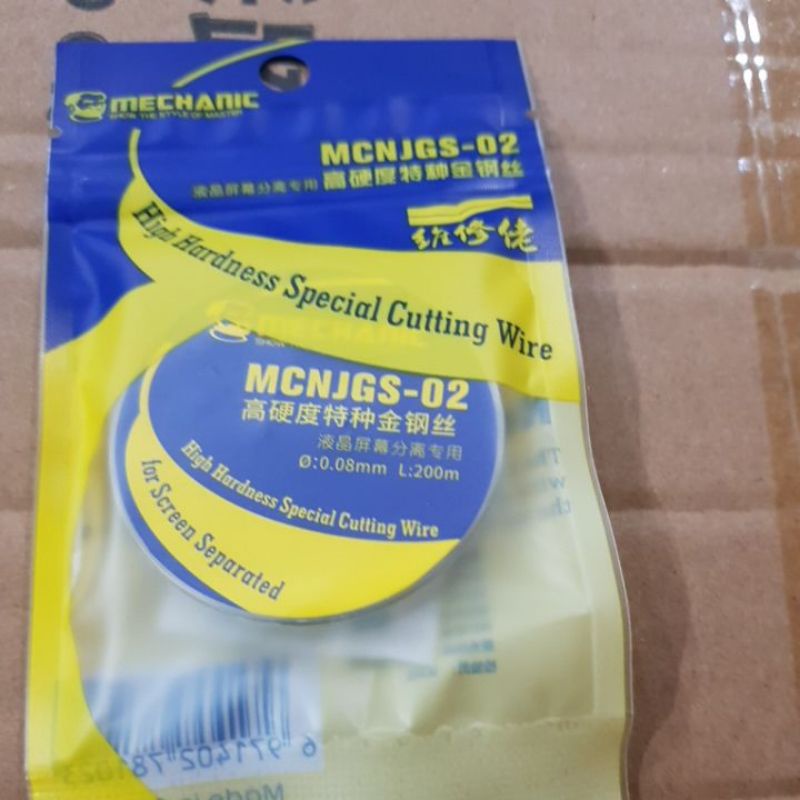 MECHANIC
SHOW THE STYLE OF MASTER
MCNJGS-02
液晶屏幕分离专用 高硬度特种金钢丝
维修佬
High Hardness Special Cutting Wire
MECHANIC
MCNJGS-02
高硬度特种金钢丝
液晶屏幕分离专用
Ø:0.08mm L:200m
High Hardness Special Cutting Wire
for Screen Separated
6 971402 781023